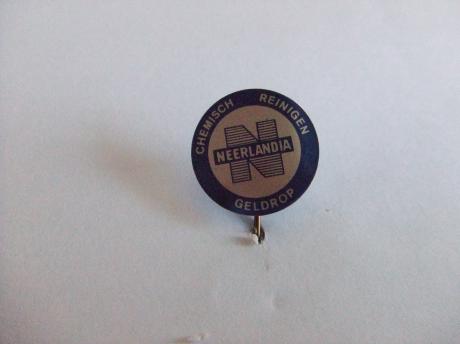 CHEMISCH REINIGEN
N
NEERLANDIA
GELDROP